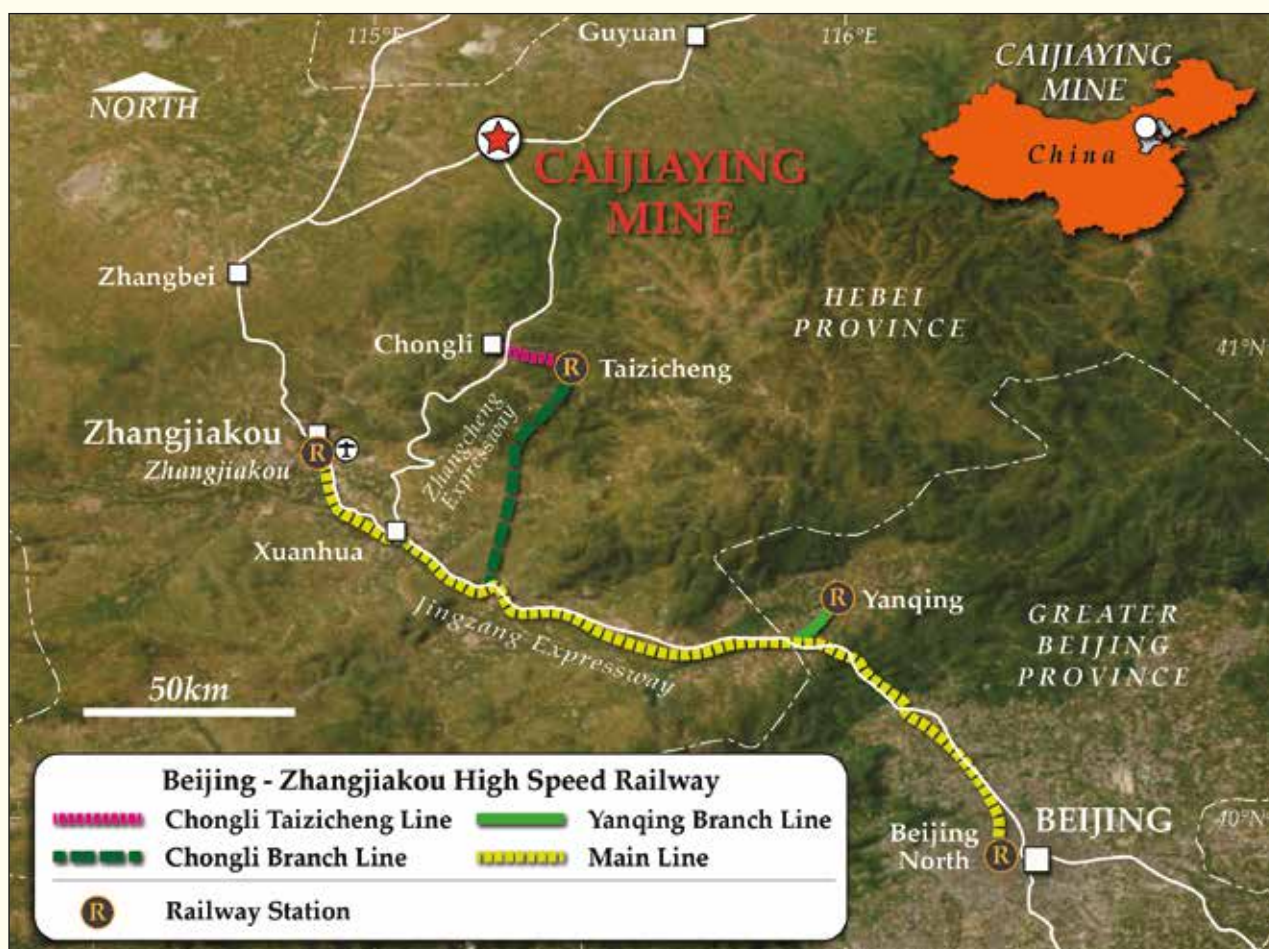 115°E
Guyuan
116°E
NORTH
CAIJIAYING
MINE
China
CAIJIAYING
MINE
Zhangbei
HEBEI
PROVINCE
Chongli
R
Taizicheng
41°N
Zhangcheng
Expressway
Zhangjiakou
R
Zhangjiakou
Xuanhua
R
Yanqing
Jingzang Expressway
GREATER
BEIJING
PROVINCE
50km
Beijing - Zhangjiakou High Speed Railway
Chongli Taizicheng Line
Yanqing Branch Line
Chongli Branch Line
Main Line
R
Railway Station
Beijing
North
R
BEIJING
40°N